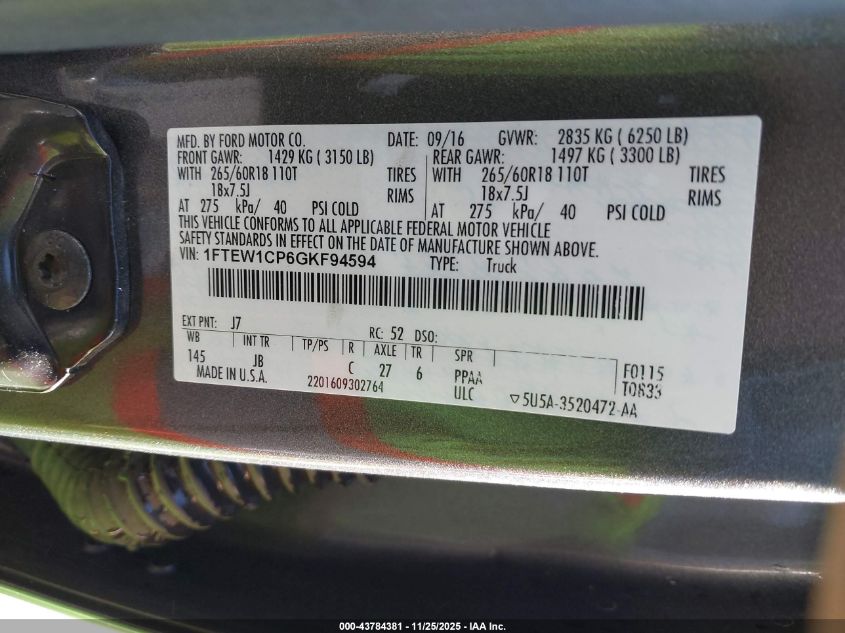 MFD. BY FORD MOTOR CO. DATE: 09/16 GVWR: 2835 KG ( 6250 LB)
FRONT GAWR: 1429 KG ( 3150 LB) REAR GAWR: 1497 KG ( 3300 LB)
WITH 265/60R18 110T TIRES WITH 265/60R18 110T TIRES
18x7.5J RIMS 18x7.5J RIMS
AT 275 kPa/ 40 PSI COLD AT 275 kPa/ 40 PSI COLD
THIS VEHICLE CONFORMS TO ALL APPLICABLE FEDERAL MOTOR VEHICLE
SAFETY STANDARDS IN EFFECT ON THE DATE OF MANUFACTURE SHOWN ABOVE.
VIN: 1FTEW1CP6GKF94594 TYPE: Truck
EXT PNT: J7 RC: 52 DSO:
WB INT TR TP/PS R AXLE TR SPR
145 JB C 27 6 PPAA F0115
MADE IN U.S.A. 2201609302764 ULC T0833
▽5U5A-3520472-AA
000-43784381 - 11/25/2025 - IAA Inc.